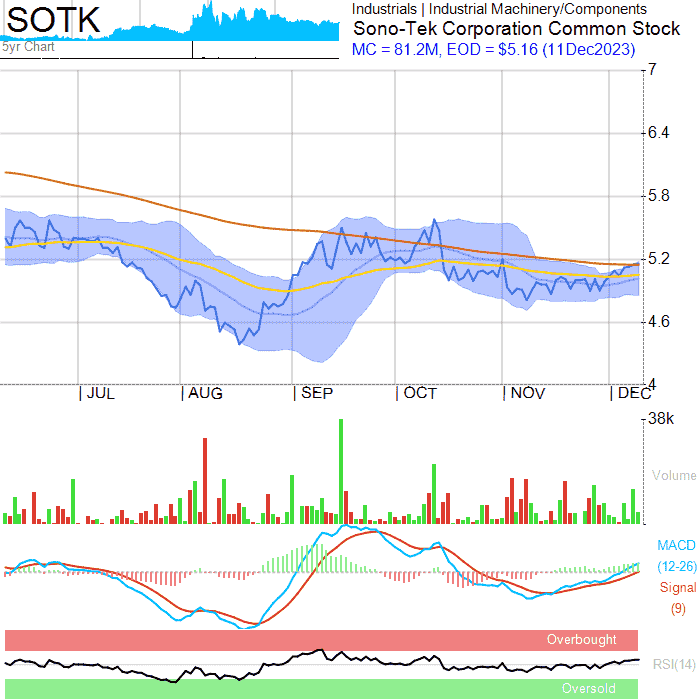 SOTK
5yr Chart
Industrials | Industrial Machinery/Components
Sono-Tek Corporation Common Stock
MC = 81.2M, EOD = $5.16 (11Dec2023)
7
6.4
5.8
5.2
4.6
4
| JUL | AUG | SEP | OCT | NOV | DEC
38k
Volume
MACD
(12-26)
Signal
(9)
Overbought
RSI(14)
Oversold